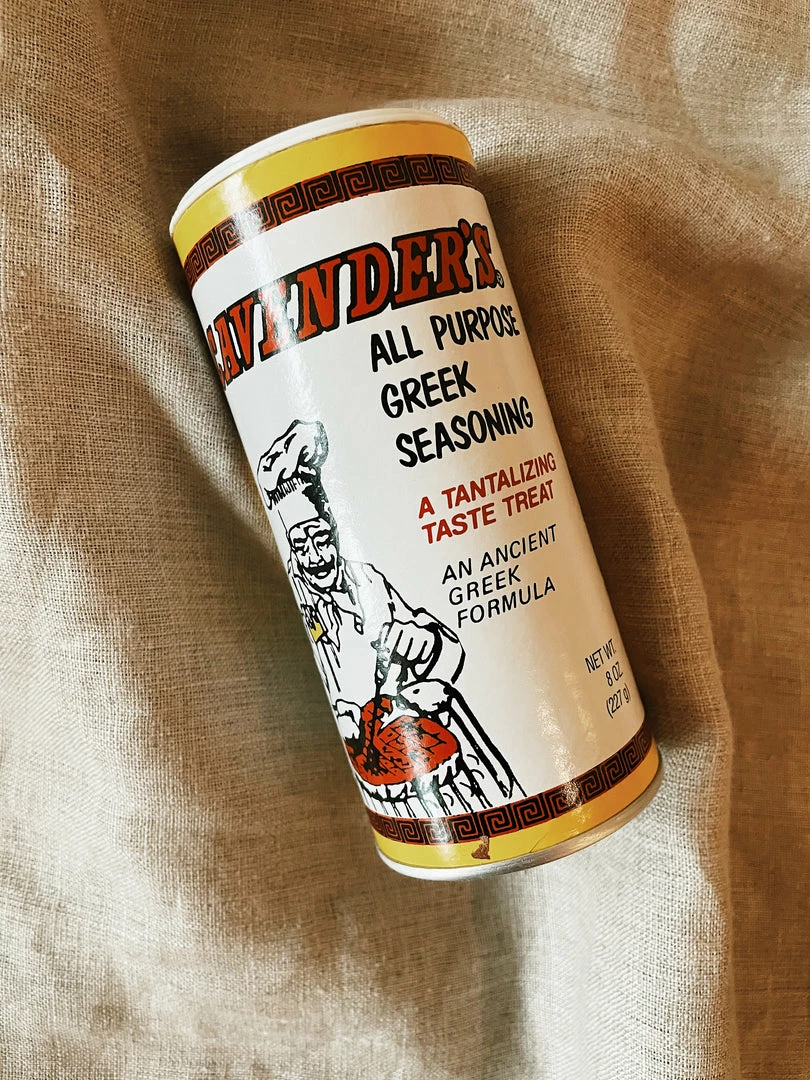 CAVENDER'S®
ALL PURPOSE
GREEK
SEASONING
A TANTALIZING
TASTE TREAT
AN ANCIENT
GREEK
FORMULA
NET WT.
8 OZ
(227 g)